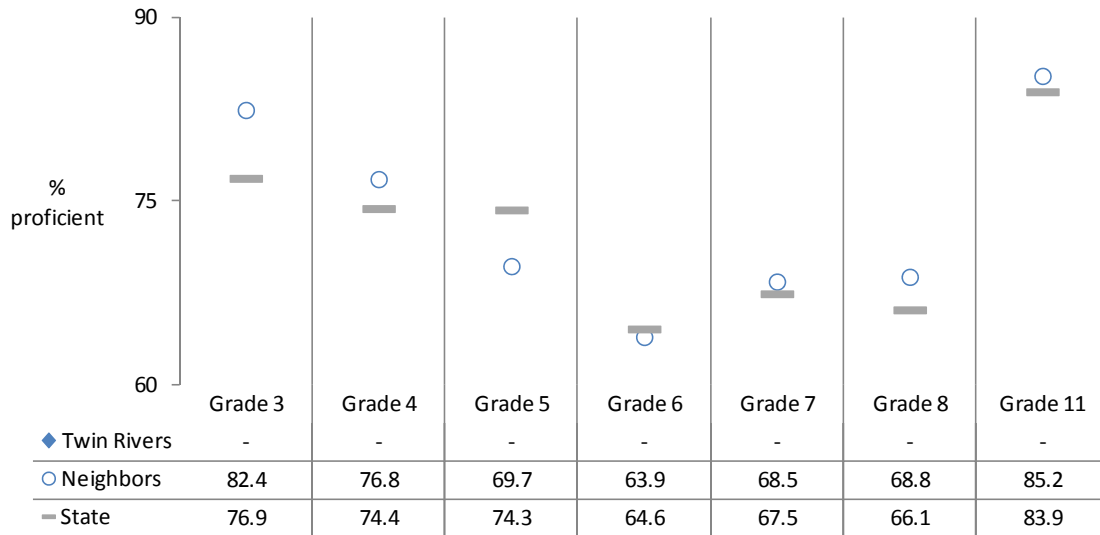 90
75
60
%
proficient
Grade 3 Grade 4 Grade 5 Grade 6 Grade 7 Grade 8 Grade 11
Twin Rivers - - - - - - -
Neighbors 82.4 76.8 69.7 63.9 68.5 68.8 85.2
State 76.9 74.4 74.3 64.6 67.5 66.1 83.9